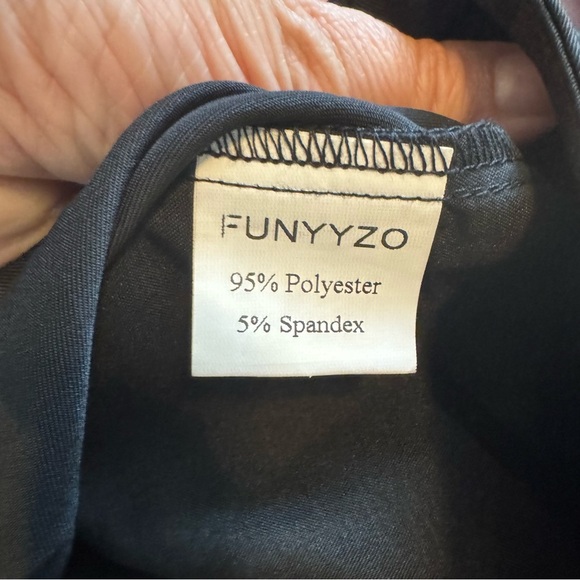 FUNYYZO
95% Polyester
5% Spandex